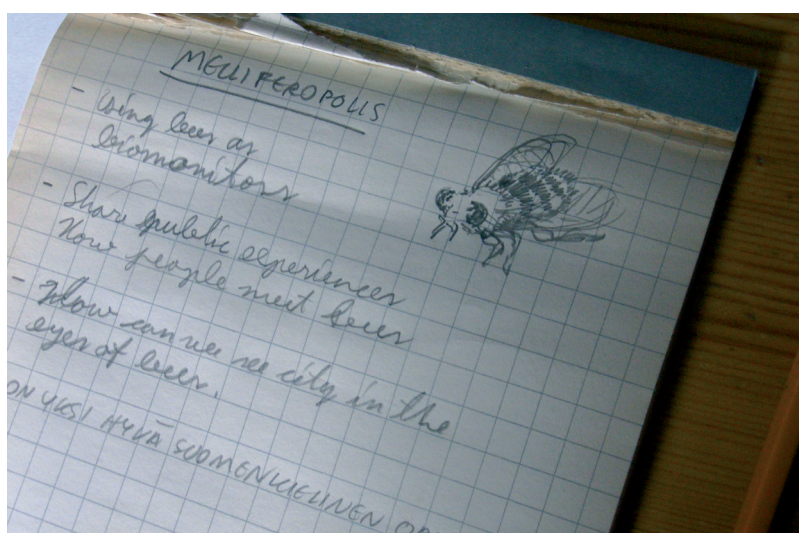 MELLIFEROPOLIS
- Using bees as
biomonitors
- Share public experiences
How people meet bees
- How can we see city in the
eyes of bees.
ON YKSI HYVÄ SUOMENKIELINEN